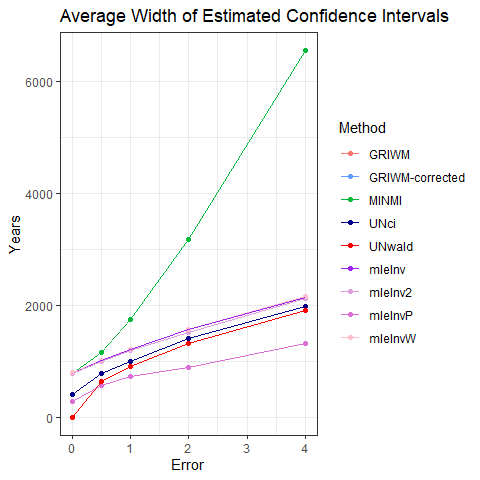 Average Width of Estimated Confidence Intervals
Years
6000
4000
2000
0
0 1 2 3 4
Error
Method
GRIWM
GRIWM-corrected
MINMI
UNci
UNwald
mleInv
mleInv2
mleInvP
mleInvW